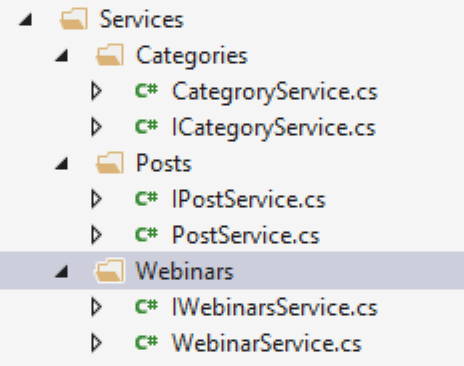 Services
Categories
C# CategroryService.cs
C# ICategoryService.cs
Posts
C# IPostService.cs
C# PostService.cs
Webinars
C# IWebinarsService.cs
C# WebinarService.cs